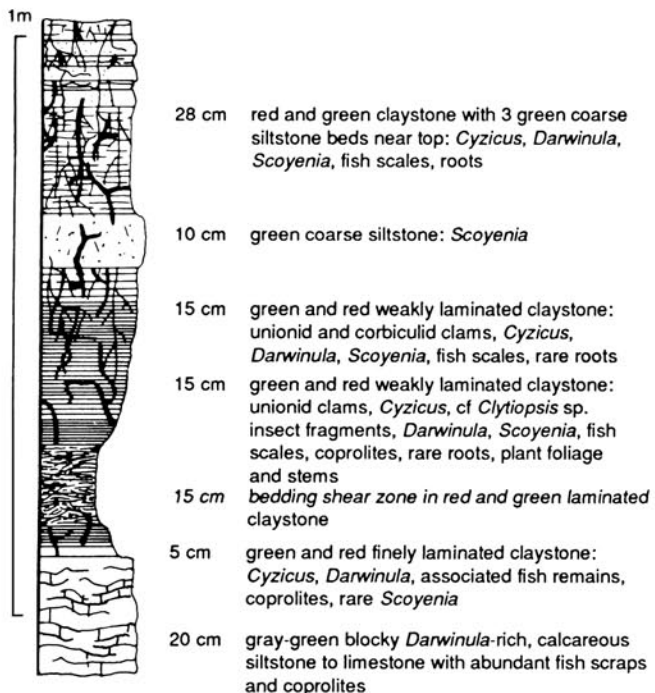 1m
28 cm red and green claystone with 3 green coarse
siltstone beds near top: Cyzicus, Darwinula,
Scoyenia, fish scales, roots
10 cm green coarse siltstone: Scoyenia
15 cm green and red weakly laminated claystone:
unionid and corbiculid clams, Cyzicus,
Darwinula, Scoyenia, fish scales, rare roots
15 cm green and red weakly laminated claystone:
unionid clams, Cyzicus, cf Clytiopsis sp.
insect fragments, Darwinula, Scoyenia, fish
scales, coprolites, rare roots, plant foliage
and stems
15 cm bedding shear zone in red and green laminated
claystone
5 cm green and red finely laminated claystone:
Cyzicus, Darwinula, associated fish remains,
coprolites, rare Scoyenia
20 cm gray-green blocky Darwinula-rich, calcareous
siltstone to limestone with abundant fish scraps
and coprolites